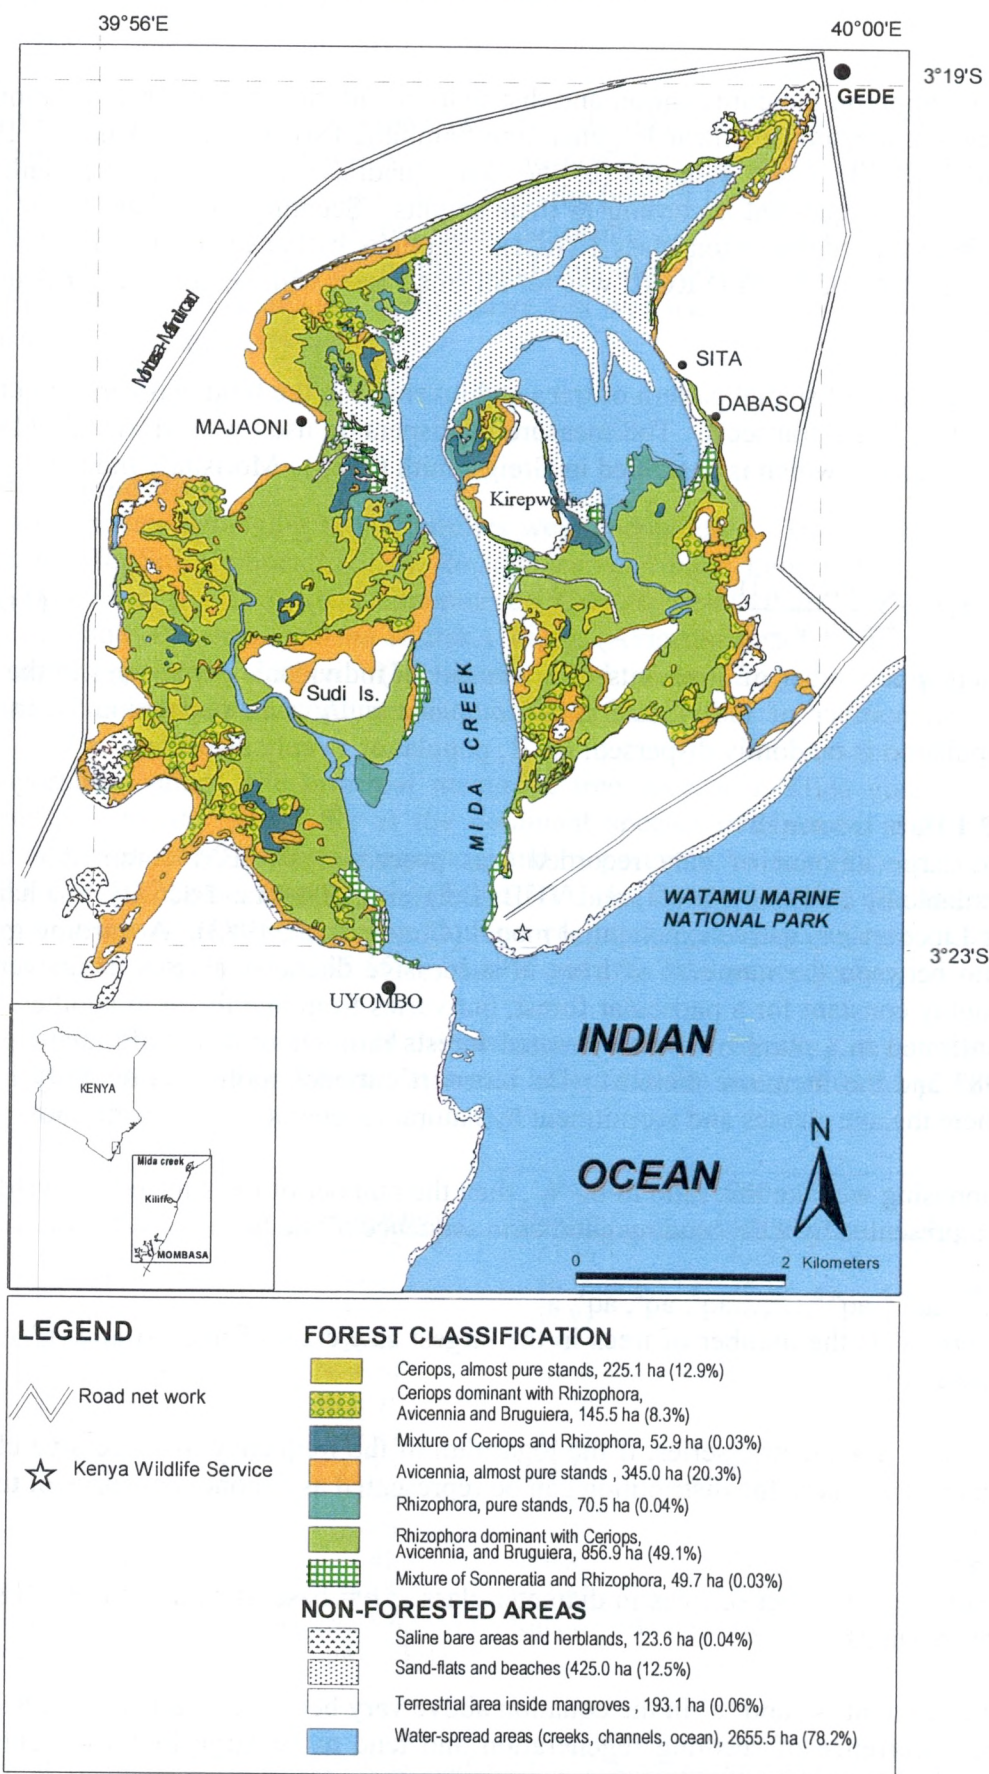 39°56'E
40°00'E
3°19'S
GEDE
SITA
DABASO
MAJAONI
Kirepwe Is.
Sudi Is.
MIDA CREEK
WATAMU MARINE
NATIONAL PARK
3°23'S
UYOMBO
INDIAN
OCEAN
KENYA
Mida creek
Kilifi
MOMBASA
N
0
2 Kilometers
LEGEND
Road net work
Kenya Wildlife Service
FOREST CLASSIFICATION
Ceriops, almost pure stands, 225.1 ha (12.9%)
Ceriops dominant with Rhizophora,
Avicennia and Bruguiera, 145.5 ha (8.3%)
Mixture of Ceriops and Rhizophora, 52.9 ha (0.03%)
Avicennia, almost pure stands , 345.0 ha (20.3%)
Rhizophora, pure stands, 70.5 ha (0.04%)
Rhizophora dominant with Ceriops,
Avicennia, and Bruguiera, 856.9 ha (49.1%)
Mixture of Sonneratia and Rhizophora, 49.7 ha (0.03%)
NON-FORESTED AREAS
Saline bare areas and herblands, 123.6 ha (0.04%)
Sand-flats and beaches (425.0 ha (12.5%)
Terrestrial area inside mangroves , 193.1 ha (0.06%)
Water-spread areas (creeks, channels, ocean), 2655.5 ha (78.2%)